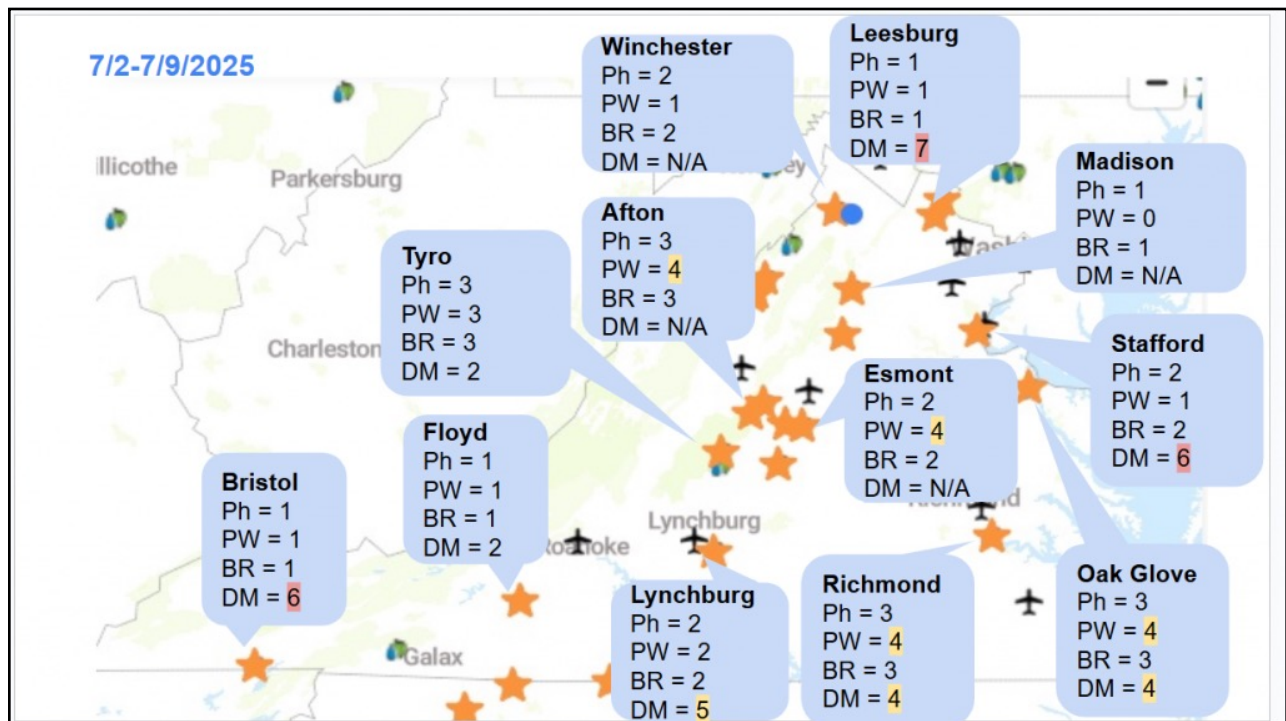 7/2-7/9/2025
Winchester
Ph = 2
PW = 1
BR = 2
DM = N/A
Leesburg
Ph = 1
PW = 1
BR = 1
DM = 7
Madison
Ph = 1
PW = 0
BR = 1
DM = N/A
Afton
Ph = 3
PW = 4
BR = 3
DM = N/A
Tyro
Ph = 3
PW = 3
BR = 3
DM = 2
Stafford
Ph = 2
PW = 1
BR = 2
DM = 6
Esmont
Ph = 2
PW = 4
BR = 2
DM = N/A
Floyd
Ph = 1
PW = 1
BR = 1
DM = 2
Bristol
Ph = 1
PW = 1
BR = 1
DM = 6
Lynchburg
Ph = 2
PW = 2
BR = 2
DM = 5
Richmond
Ph = 3
PW = 4
BR = 3
DM = 4
Oak Glove
Ph = 3
PW = 4
BR = 3
DM = 4
illicothe
Parkersburg
Charleston
Lynchburg
Roanoke
Galax